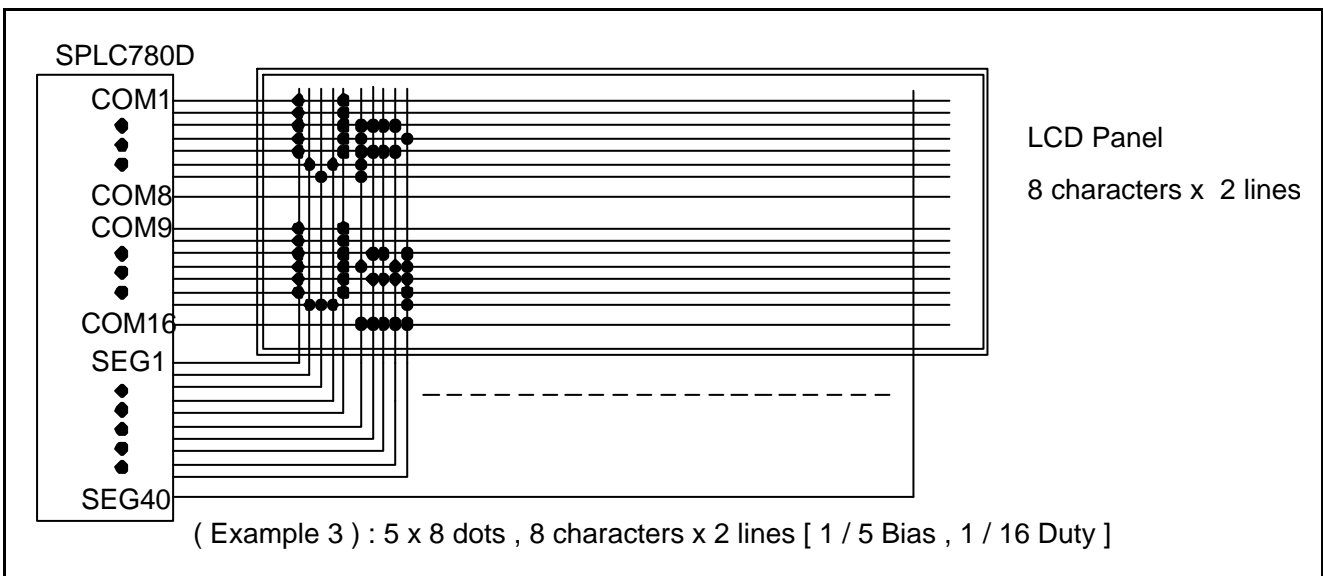 SPLC780D
COM1
COM8
COM9
COM16
SEG1
SEG40
LCD Panel
8 characters x 2 lines
( Example 3 ) : 5 x 8 dots , 8 characters x 2 lines [ 1 / 5 Bias , 1 / 16 Duty ]